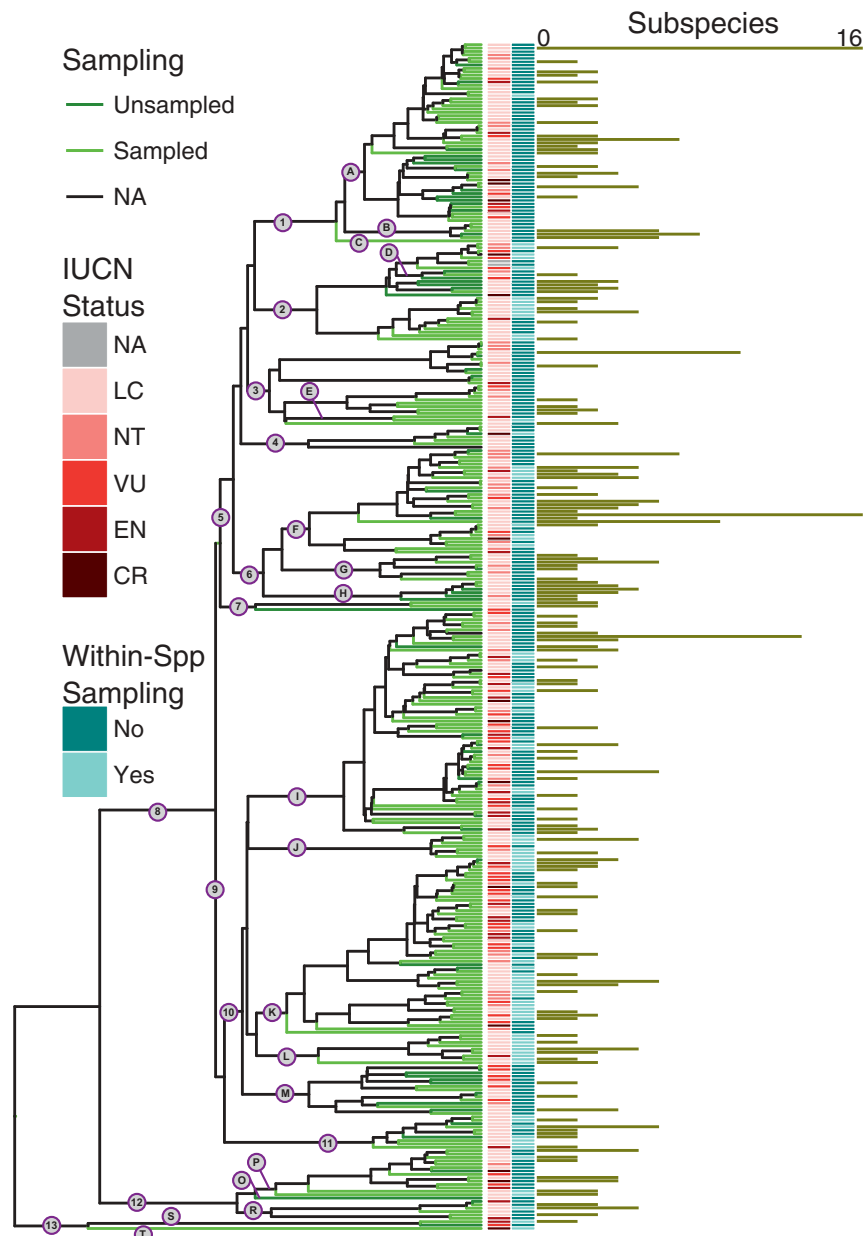 Subspecies
0 16
Sampling
Unsampled
Sampled
NA
IUCN
Status
NA
LC
NT
VU
EN
CR
Within-Spp
Sampling
No
Yes
A
1
B
C
D
2
3
E
4
5
F
6
G
H
7
I
8
J
9
10
K
L
M
11
P
O
12
R
S
13
T